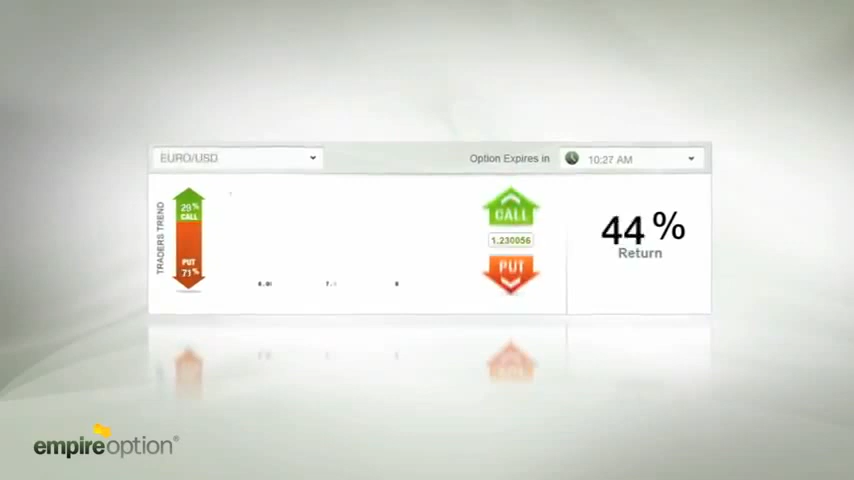 EURO/USD
Option Expires in
10:27 AM
TRADERS TREND
29%
CALL
PUT
71%
CALL
1.230056
PUT
44%
Return
empireoption®